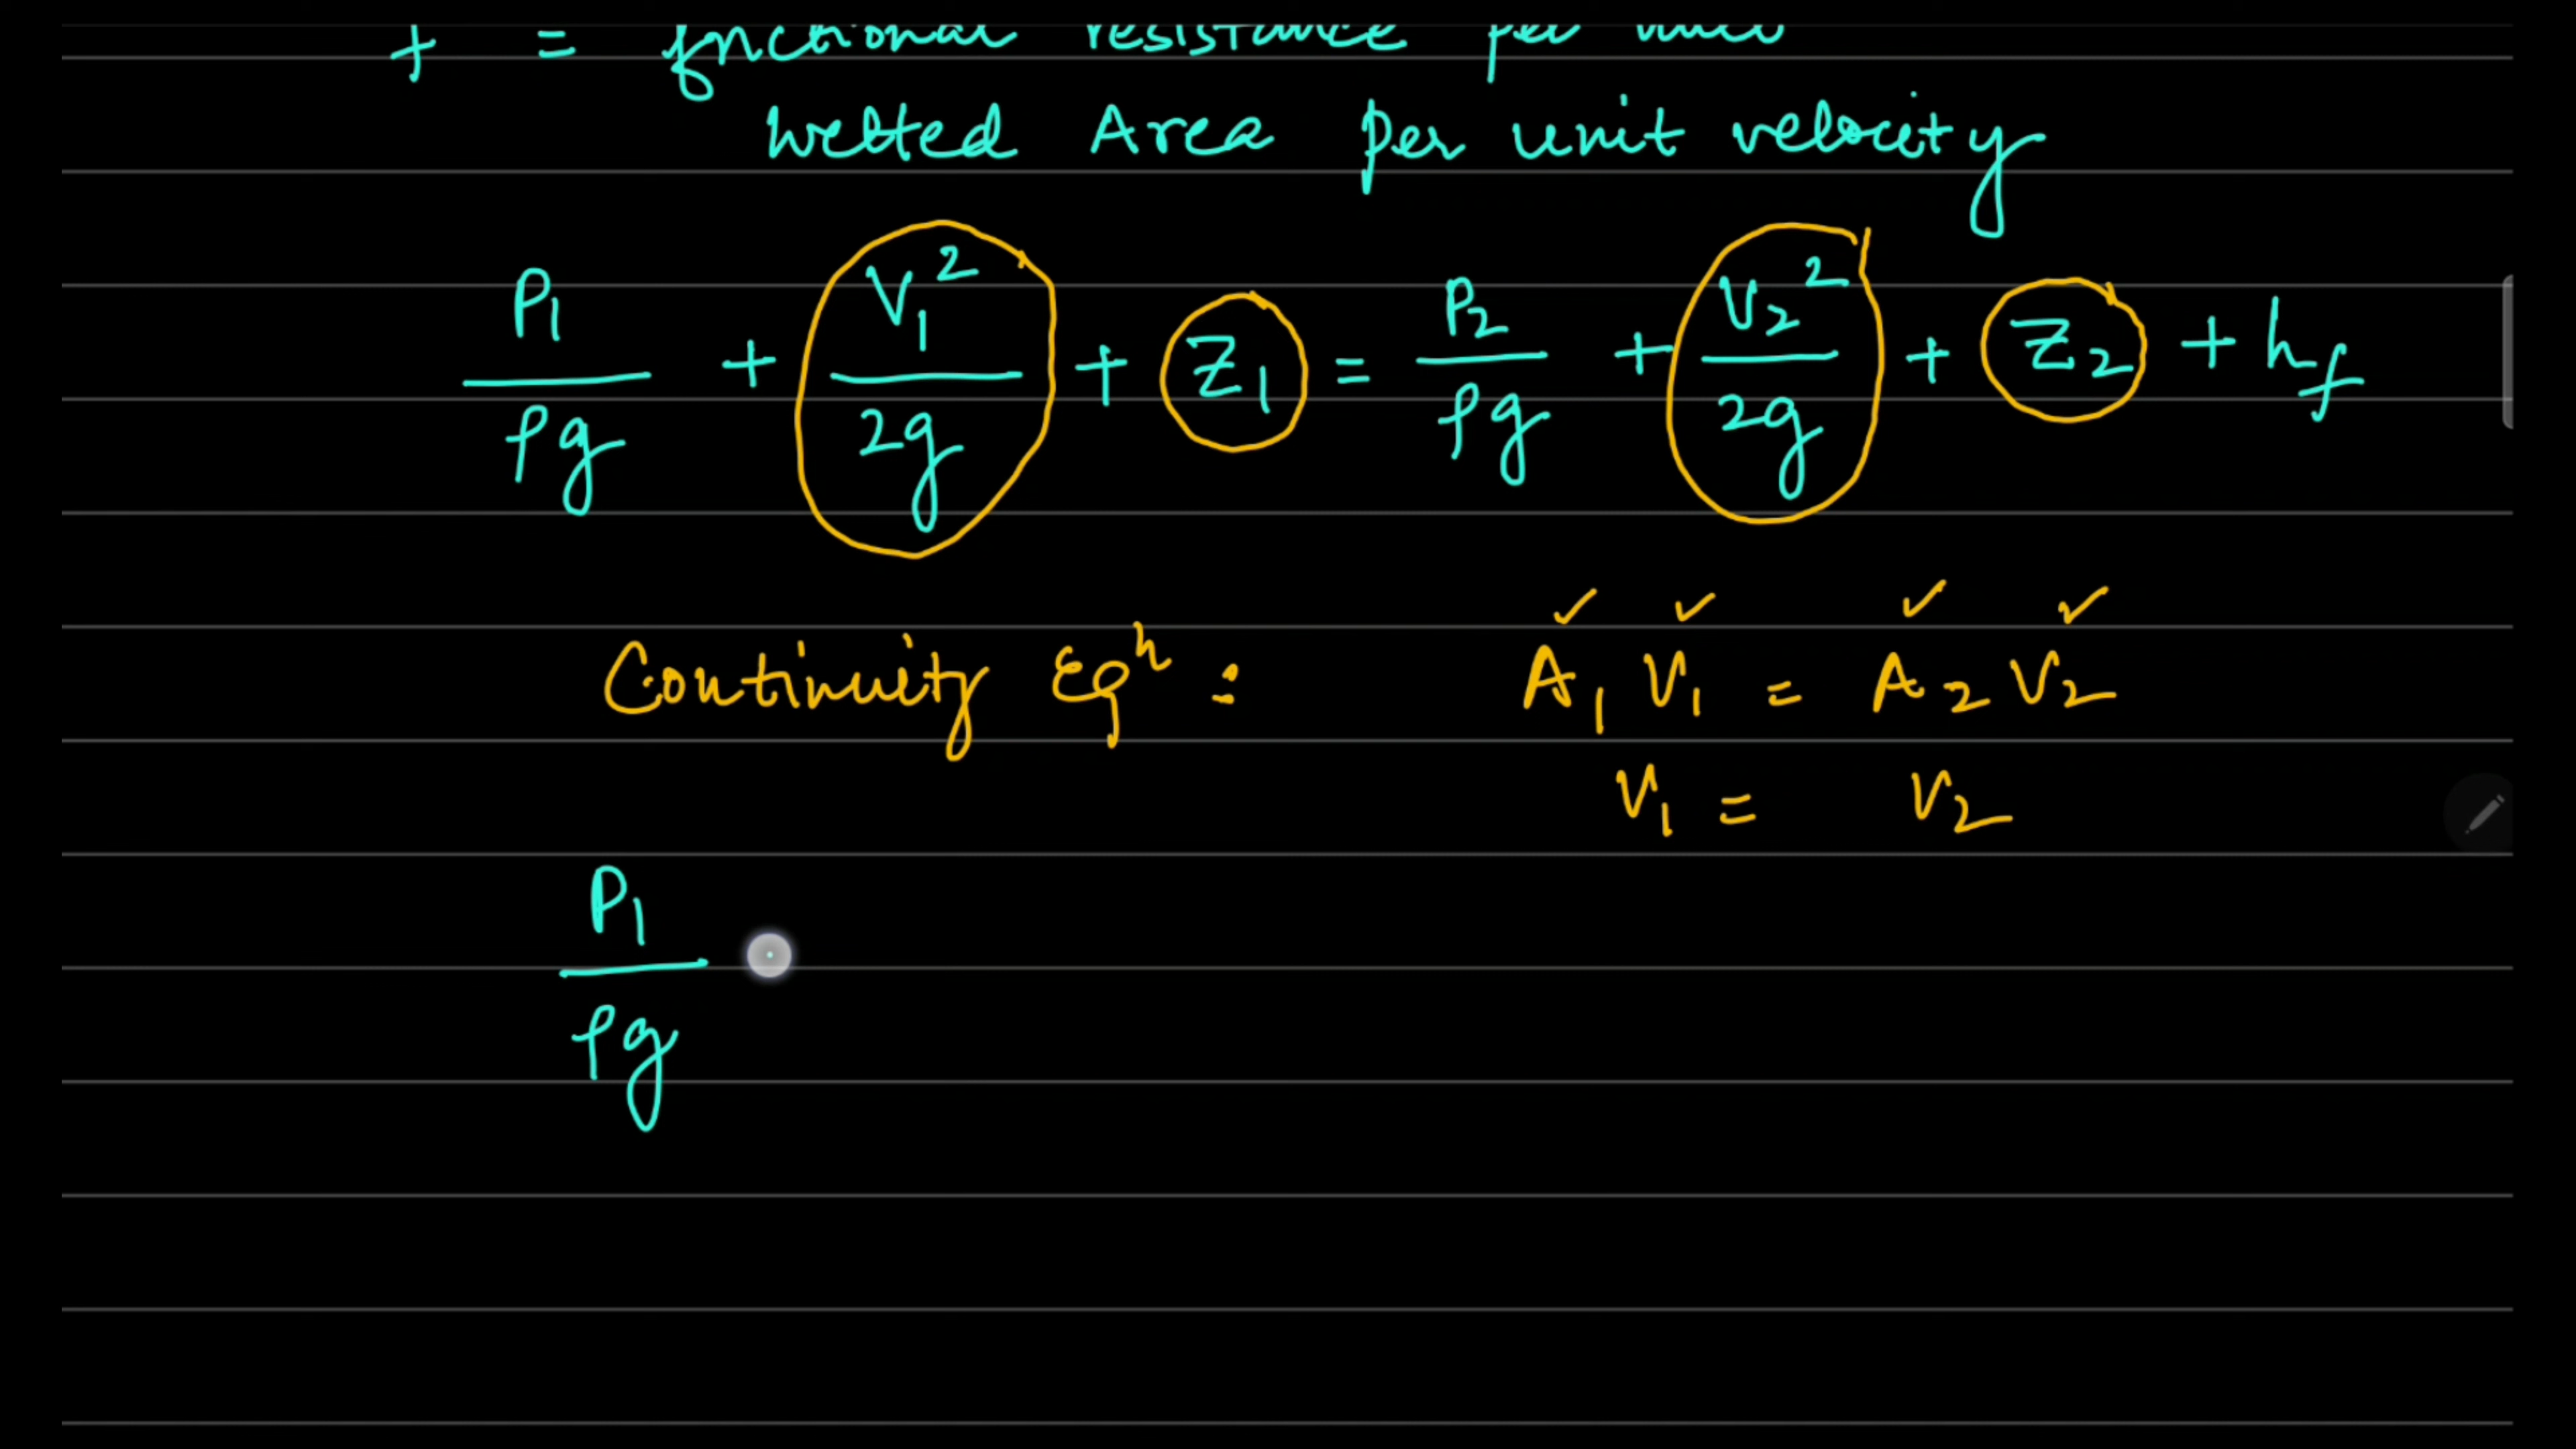 f = frictional resistance per unit
wetted Area per unit velocity
P₁/ρg + V₁²/2g + Z₁ = P₂/ρg + V₂²/2g + Z₂ + h_f
Continuity Eqⁿ : A₁ V₁ = A₂ V₂
V₁ = V₂
P₁/ρg